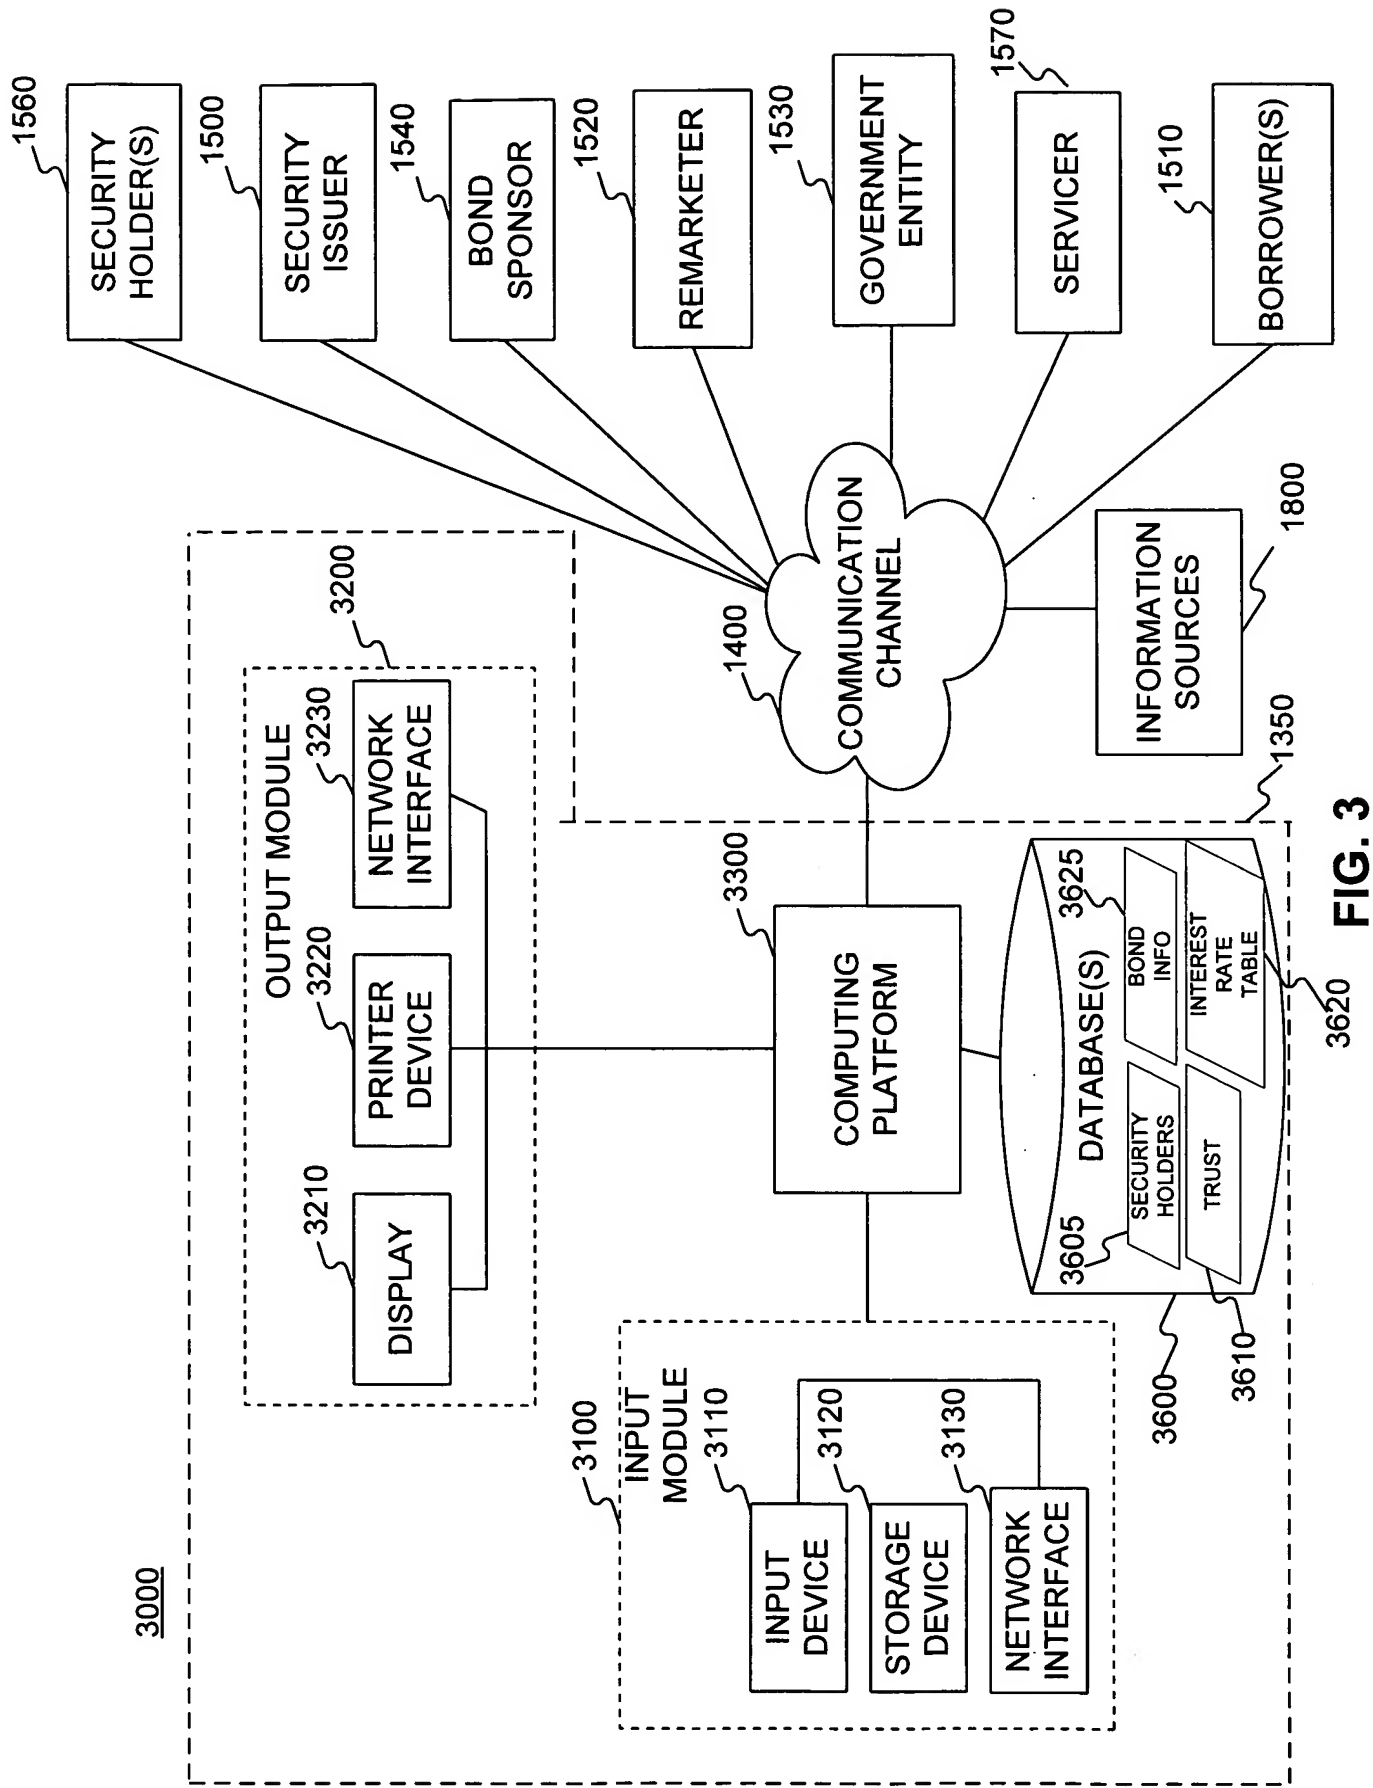 3000
OUTPUT MODULE
3200
3210
DISPLAY
3220
PRINTER
DEVICE
3230
NETWORK
INTERFACE
3100
INPUT
MODULE
3110
INPUT
DEVICE
3120
STORAGE
DEVICE
3130
NETWORK
INTERFACE
3300
COMPUTING
PLATFORM
DATABASE(S)
3605
SECURITY
HOLDERS
3625
BOND
INFO
TRUST
INTEREST
RATE
TABLE
3600
3610
3620
1350
1400
COMMUNICATION
CHANNEL
INFORMATION
SOURCES
1800
1560
SECURITY
HOLDER(S)
1500
SECURITY
ISSUER
1540
BOND
SPONSOR
1520
REMARKETER
1530
GOVERNMENT
ENTITY
1570
SERVICER
1510
BORROWER(S)
FIG. 3